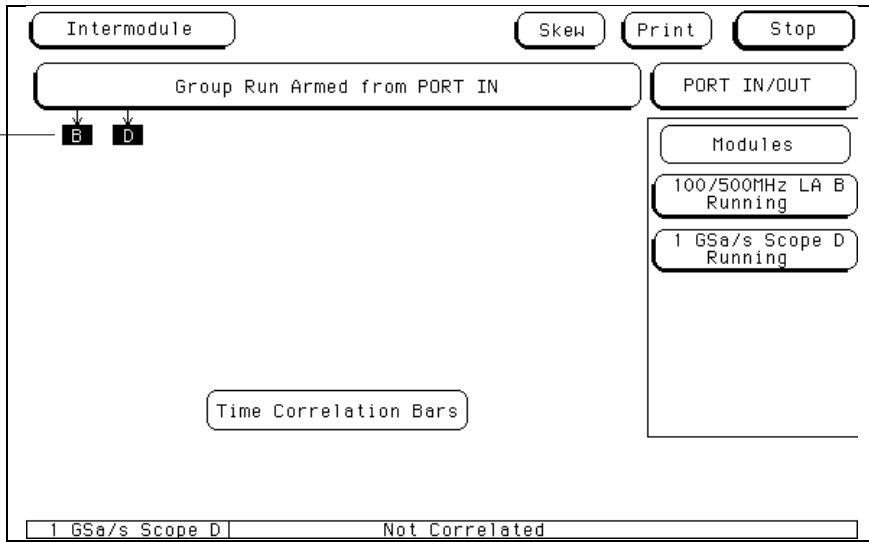 Intermodule
Skew
Print
Stop
Group Run Armed from PORT IN
PORT IN/OUT
B
D
Modules
100/500MHz LA B
Running
1 GSa/s Scope D
Running
Time Correlation Bars
1 GSa/s Scope D
Not Correlated